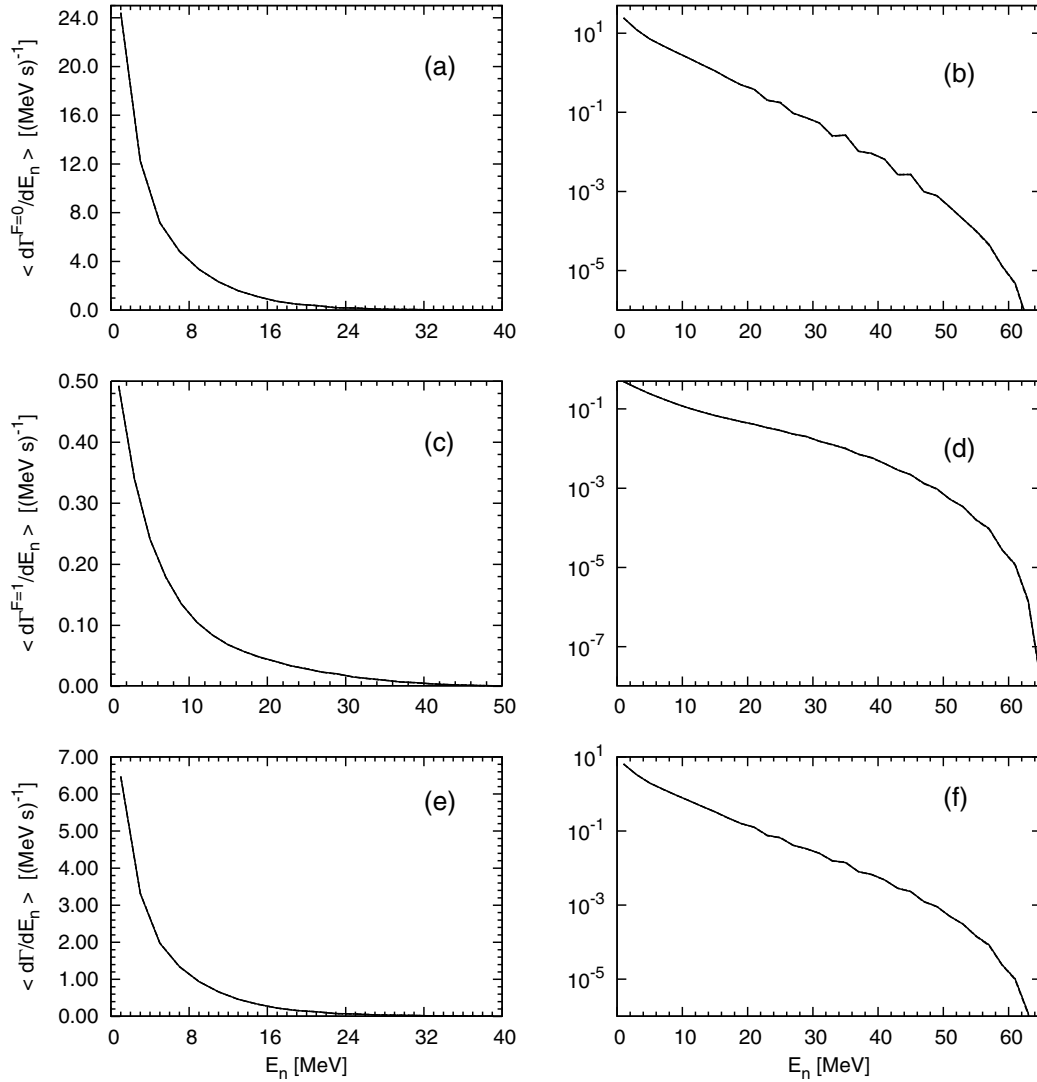 < dΓ^F=0/dE_n > [(MeV s)^-1]
24.0
20.0
16.0
12.0
8.0
4.0
0.0
0 8 16 24 32 40
(a)
10^1
10^-1
10^-3
10^-5
0 10 20 30 40 50 60
(b)
< dΓ^F=1/dE_n > [(MeV s)^-1]
0.50
0.40
0.30
0.20
0.10
0.00
0 10 20 30 40 50
(c)
10^-1
10^-3
10^-5
10^-7
0 10 20 30 40 50 60
(d)
< dΓ/dE_n > [(MeV s)^-1]
7.00
6.00
5.00
4.00
3.00
2.00
1.00
0.00
0 8 16 24 32 40
E_n [MeV]
(e)
10^1
10^-1
10^-3
10^-5
0 10 20 30 40 50 60
E_n [MeV]
(f)